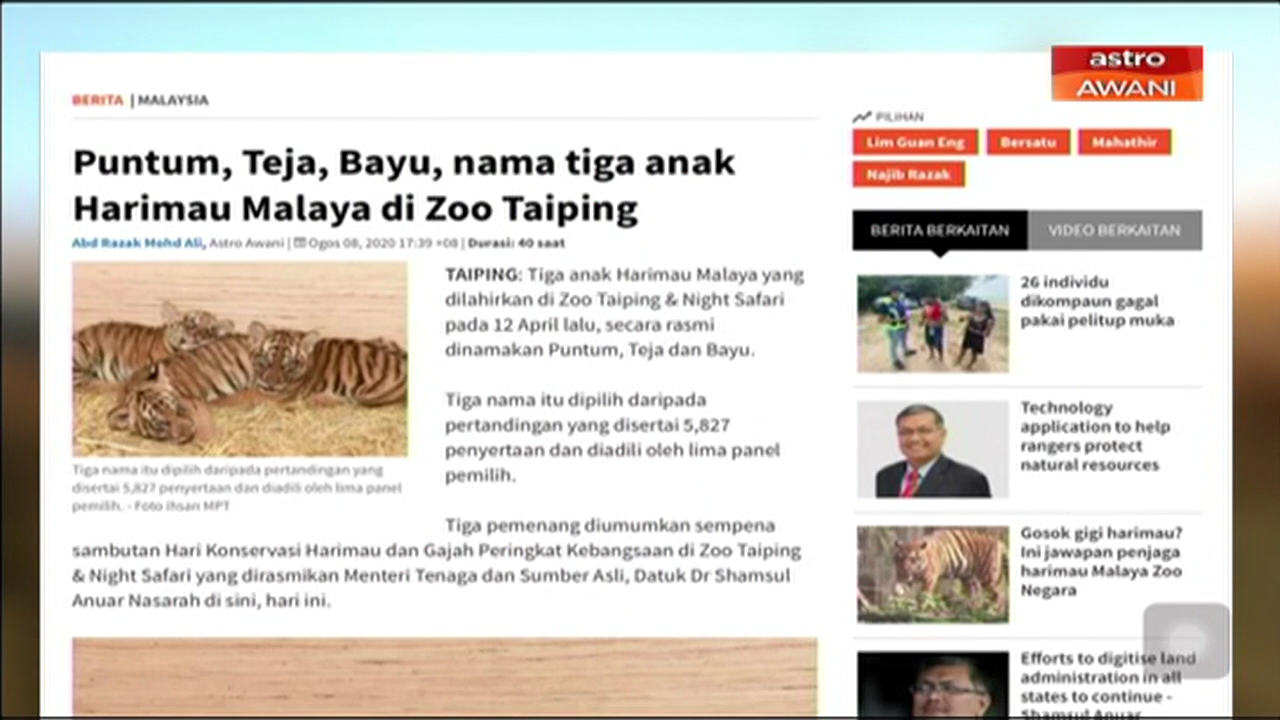 astro
AWANI
BERITA | MALAYSIA
Puntum, Teja, Bayu, nama tiga anak
Harimau Malaya di Zoo Taiping
Abd Razak Mohd Ali, Astro Awani | Ogos 08, 2020 17:39 +08 | Durasi: 40 saat
TAIPING: Tiga anak Harimau Malaya yang
dilahirkan di Zoo Taiping & Night Safari
pada 12 April lalu, secara rasmi
dinamakan Puntum, Teja dan Bayu.
Tiga nama itu dipilih daripada
pertandingan yang disertai 5,827
penyertaan dan diadili oleh lima panel
pemilih.
Tiga nama itu dipilih daripada pertandingan yang
disertai 5,827 penyertaan dan diadili oleh lima panel
pemilih. - Foto ihsan MPT
Tiga pemenang diumumkan sempena
sambutan Hari Konservasi Harimau dan Gajah Peringkat Kebangsaan di Zoo Taiping
& Night Safari yang dirasmikan Menteri Tenaga dan Sumber Asli, Datuk Dr Shamsul
Anuar Nasarah di sini, hari ini.
PILIHAN
Lim Guan Eng
Bersatu
Mahathir
Najib Razak
BERITA BERKAITAN
VIDEO BERKAITAN
26 individu
dikompaun gagal
pakai pelitup muka
Technology
application to help
rangers protect
natural resources
Gosok gigi harimau?
Ini jawapan penjaga
harimau Malaya Zoo
Negara
Efforts to digitise land
administration in all
states to continue -
Shamsul Anuar